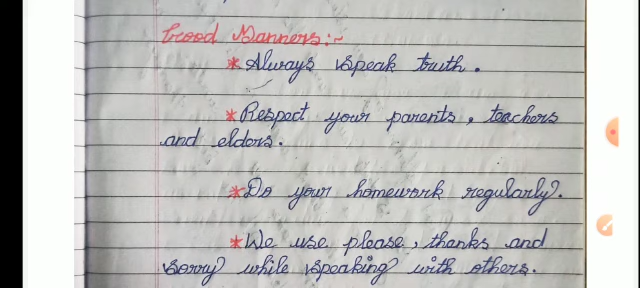 Good Manners:~
* Always speak truth.
* Respect your parents, teachers
and elders.
* Do your homework regularly.
* We use please, thanks and
sorry while speaking with others.